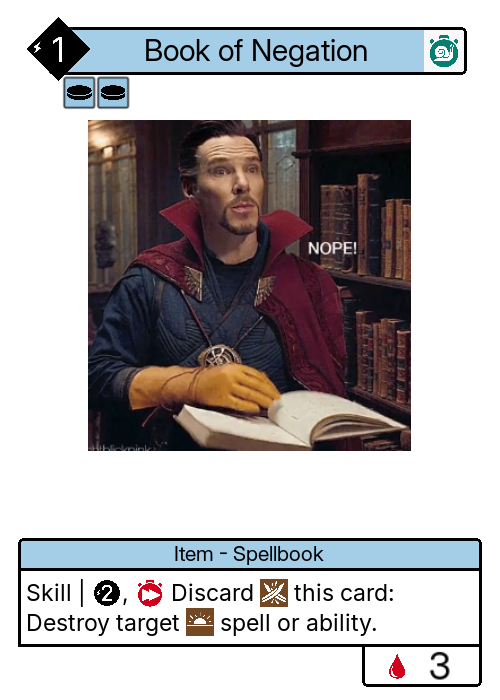 1
Book of Negation
NOPE!
Item - Spellbook
Skill | 2, Discard this card:
Destroy target spell or ability.
3